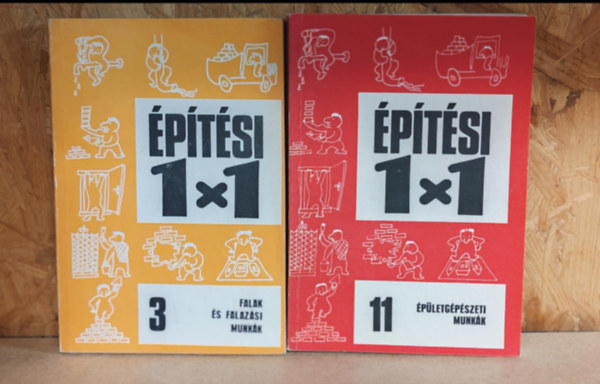 ÉPÍTÉSI
1×1
3
FALAK
ÉS FALAZÁSI
MUNKÁK
ÉPÍTÉSI
1×1
11
ÉPÜLETGÉPÉSZETI
MUNKÁK